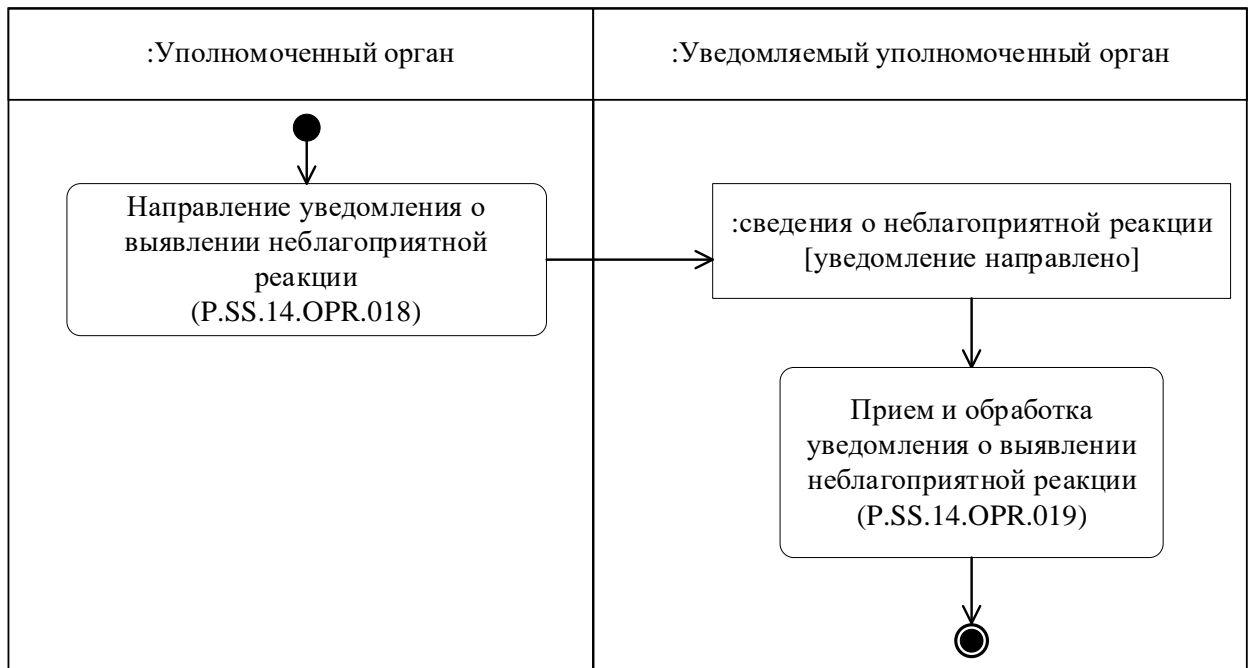 :Уполномоченный орган
:Уведомляемый уполномоченный орган
Направление уведомления о
выявлении неблагоприятной
реакции
(P.SS.14.OPR.018)
:сведения о неблагоприятной реакции
[уведомление направлено]
Прием и обработка
уведомления о выявлении
неблагоприятной реакции
(P.SS.14.OPR.019)